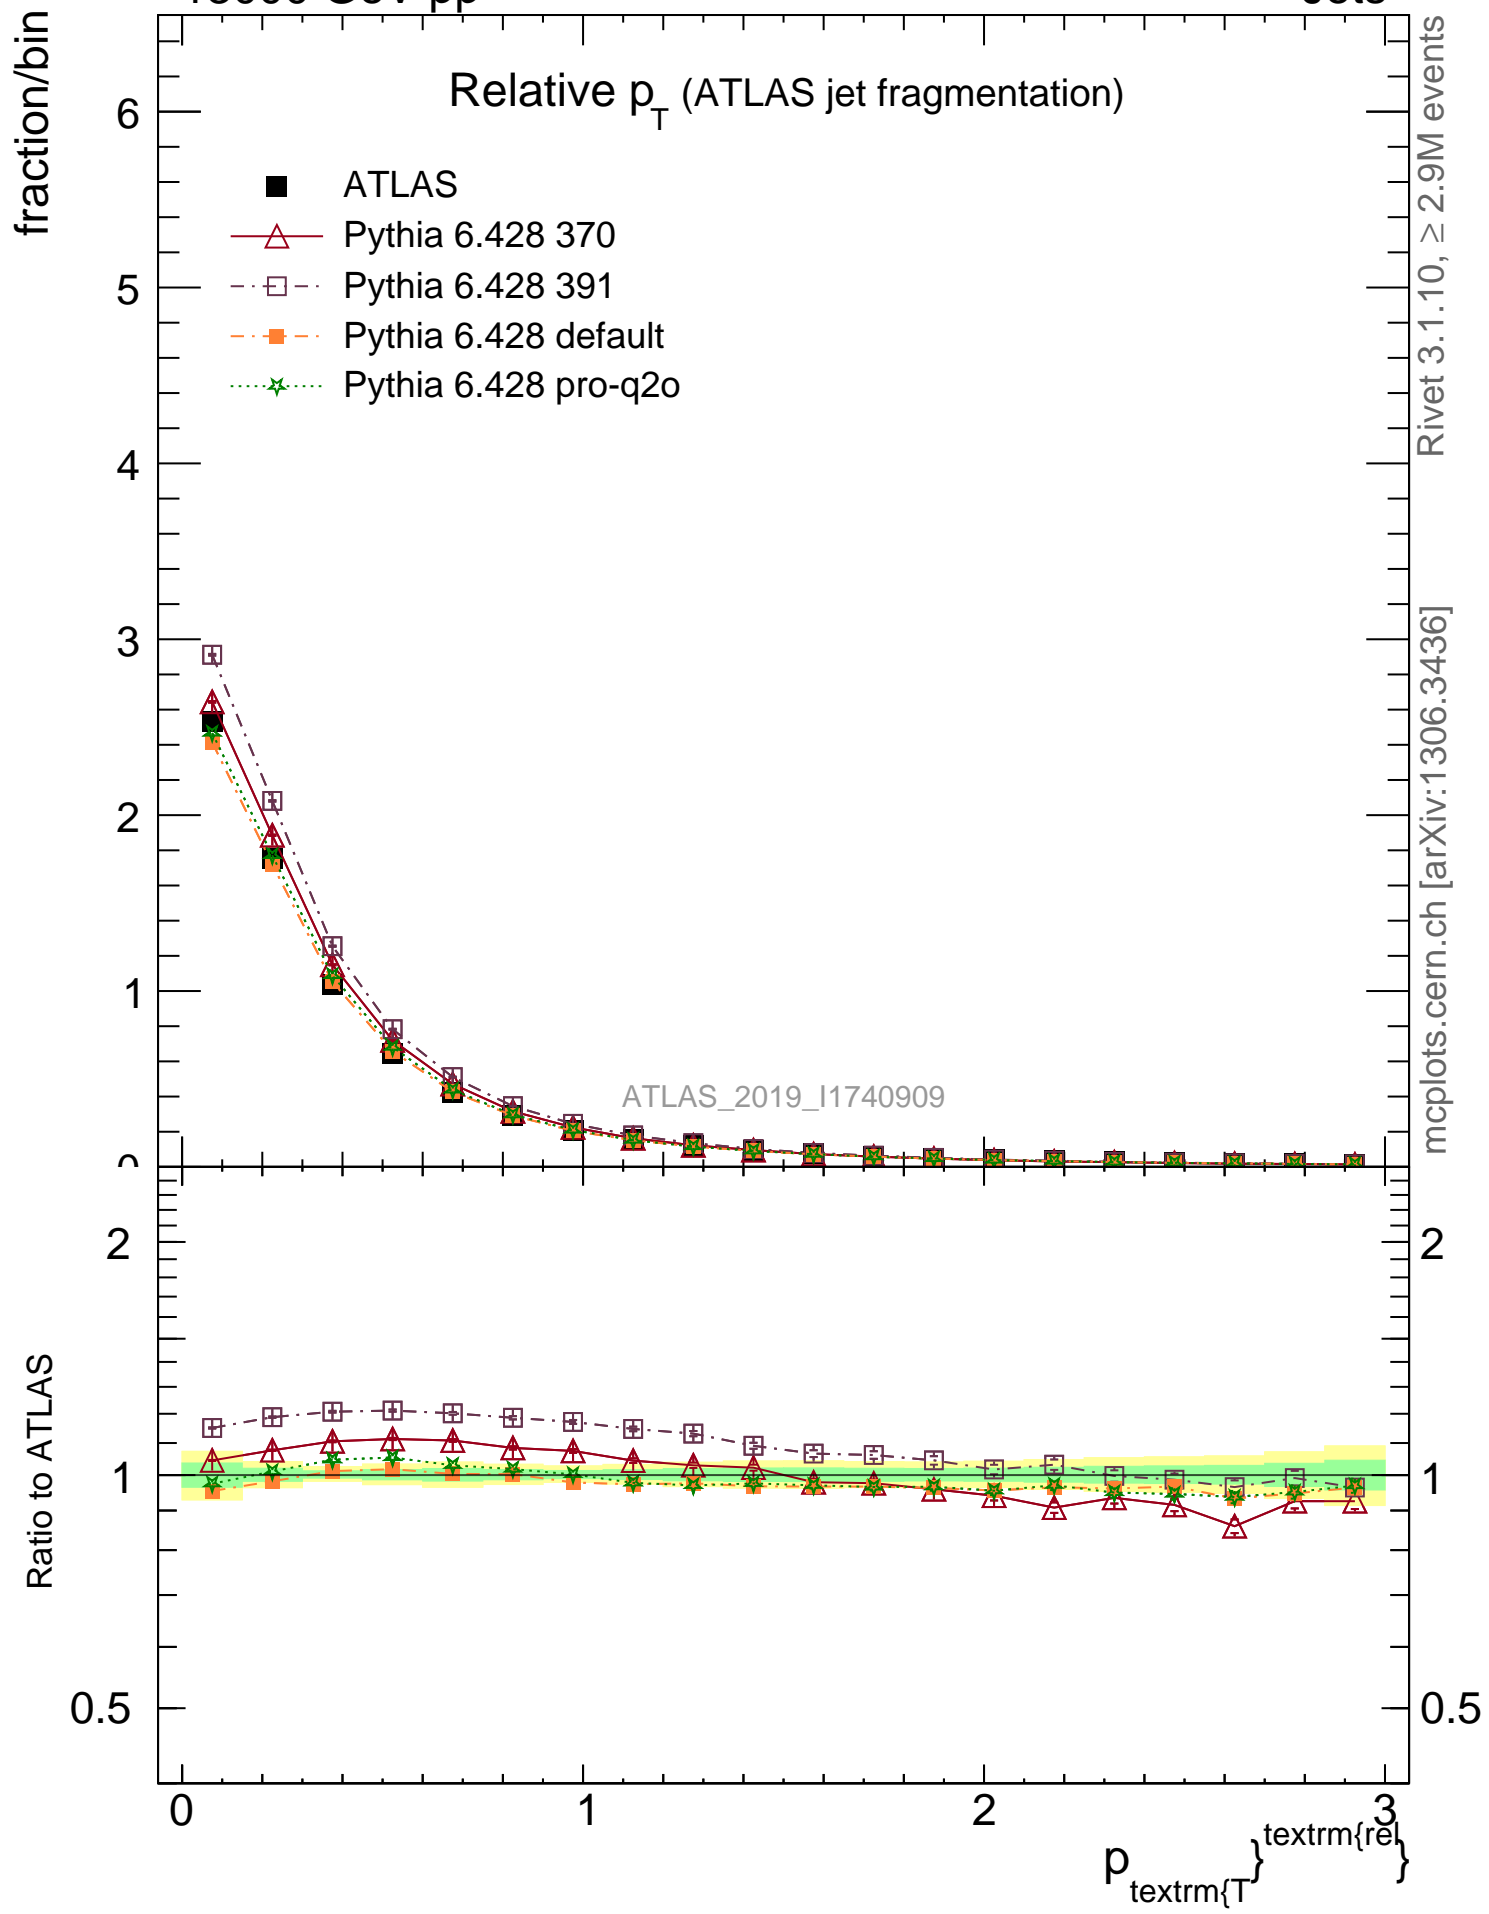 fraction/bin
Relative p_T (ATLAS jet fragmentation)
ATLAS
Pythia 6.428 370
Pythia 6.428 391
Pythia 6.428 default
Pythia 6.428 pro-q2o
6
5
4
3
2
1
0
ATLAS_2019_I1740909
Rivet 3.1.10, ≥ 2.9M events
mcplots.cern.ch [arXiv:1306.3436]
Ratio to ATLAS
2
1
0.5
2
1
0.5
0
1
2
3
p_textrm{T}^textrm{rel}